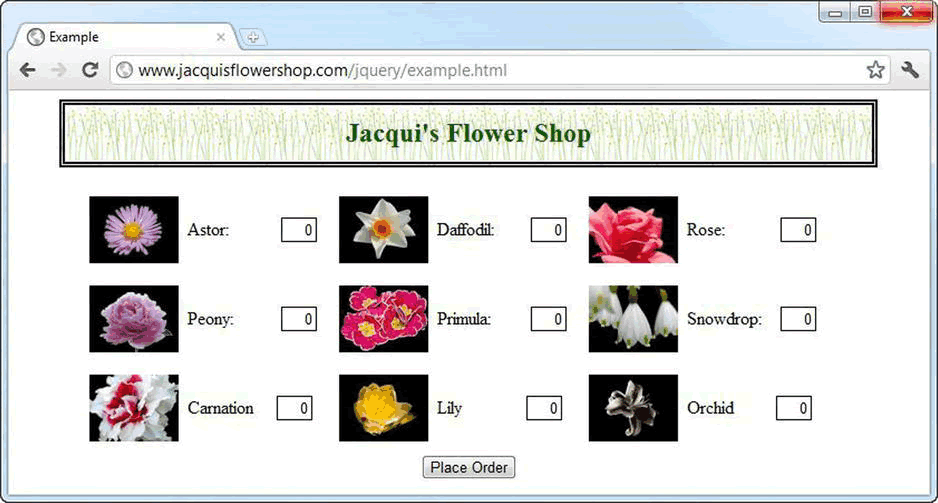 Example
www.jacquisflowershop.com/jquery/example.html
Jacqui's Flower Shop
Astor: 0 Daffodil: 0 Rose: 0
Peony: 0 Primula: 0 Snowdrop: 0
Carnation 0 Lily 0 Orchid 0
Place Order